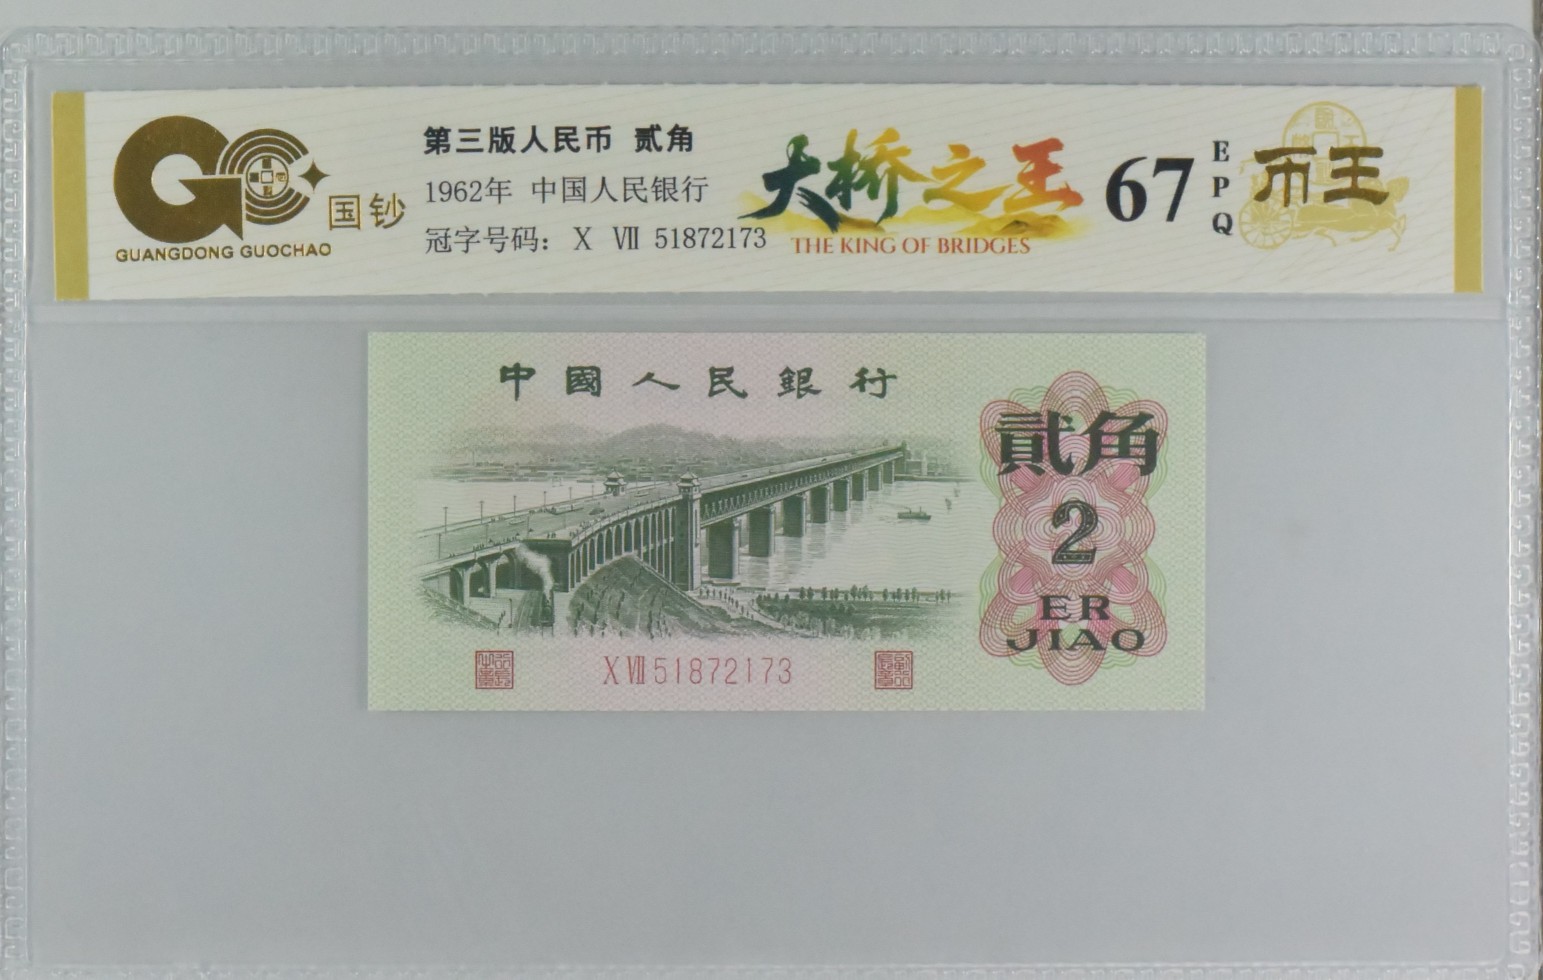 国钞
GUANGDONG GUOCHAO
第三版人民币 贰角
1962年 中国人民银行
冠字号码: X Ⅶ 51872173
大桥之王
THE KING OF BRIDGES
67
EPQ
币王
中國人民銀行
貳角
2
ER
JIAO
X Ⅶ 51872173